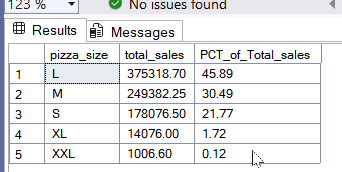 123 % No issues found
Results Messages
pizza_size total_sales PCT_of_Total_sales
1 L 375318.70 45.89
2 M 249382.25 30.49
3 S 178076.50 21.77
4 XL 14076.00 1.72
5 XXL 1006.60 0.12